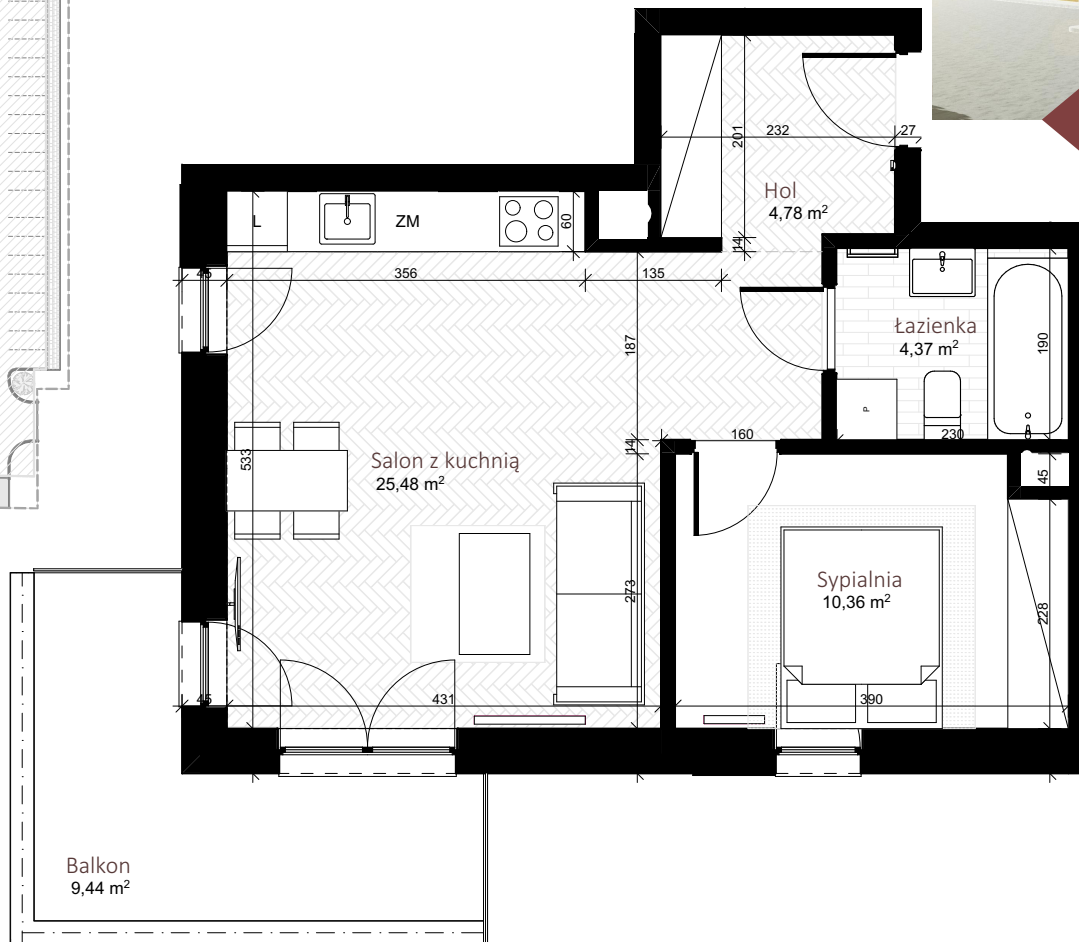 201
232
27
Hol
4,78 m²
14
L
ZM
60
45
356
135
187
Łazienka
4,37 m²
190
P
230
160
14
533
Salon z kuchnią
25,48 m²
45
273
Sypialnia
10,36 m²
228
45
431
390
Balkon
9,44 m²